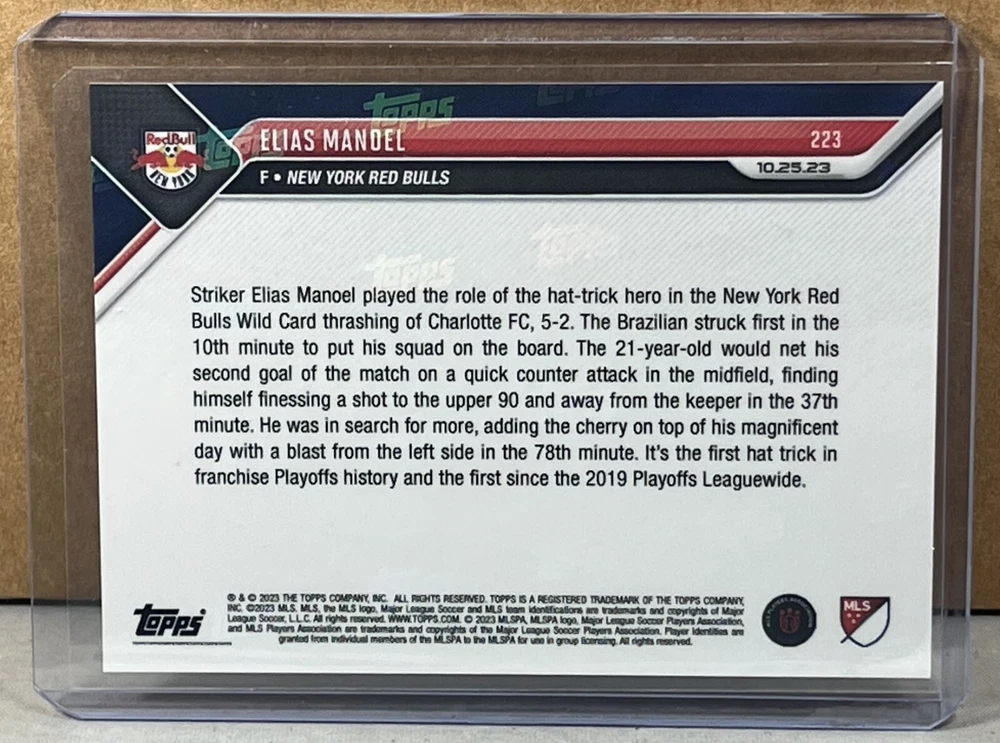 RedBull
NEW YORK
TOPPS
TOPPS
ELIAS MANOEL
223
F • NEW YORK RED BULLS
10.25.23
TOPPS
TOPPS
Striker Elias Manoel played the role of the hat-trick hero in the New York Red
Bulls Wild Card thrashing of Charlotte FC, 5-2. The Brazilian struck first in the
10th minute to put his squad on the board. The 21-year-old would net his
second goal of the match on a quick counter attack in the midfield, finding
himself finessing a shot to the upper 90 and away from the keeper in the 37th
minute. He was in search for more, adding the cherry on top of his magnificent
day with a blast from the left side in the 78th minute. It's the first hat trick in
franchise Playoffs history and the first since the 2019 Playoffs Leaguewide.
® & © 2023 THE TOPPS COMPANY, INC. ALL RIGHTS RESERVED. TOPPS IS A REGISTERED TRADEMARK OF THE TOPPS COMPANY,
INC. ©2023 MLS. MLS, the MLS logo, Major League Soccer and MLS team identifications are trademarks and copyrights of Major
League Soccer, L.L.C. All rights reserved. WWW.TOPPS.COM. © 2023 MLSPA, MLSPA logo, Major League Soccer Players Association,
and MLS Players Association are trademarks and copyrights of the Major League Soccer Players Association. Player Identities are
granted from individual members of the MLSPA to the MLSPA for use in group licensing. All rights reserved.
TOPPS
MLS